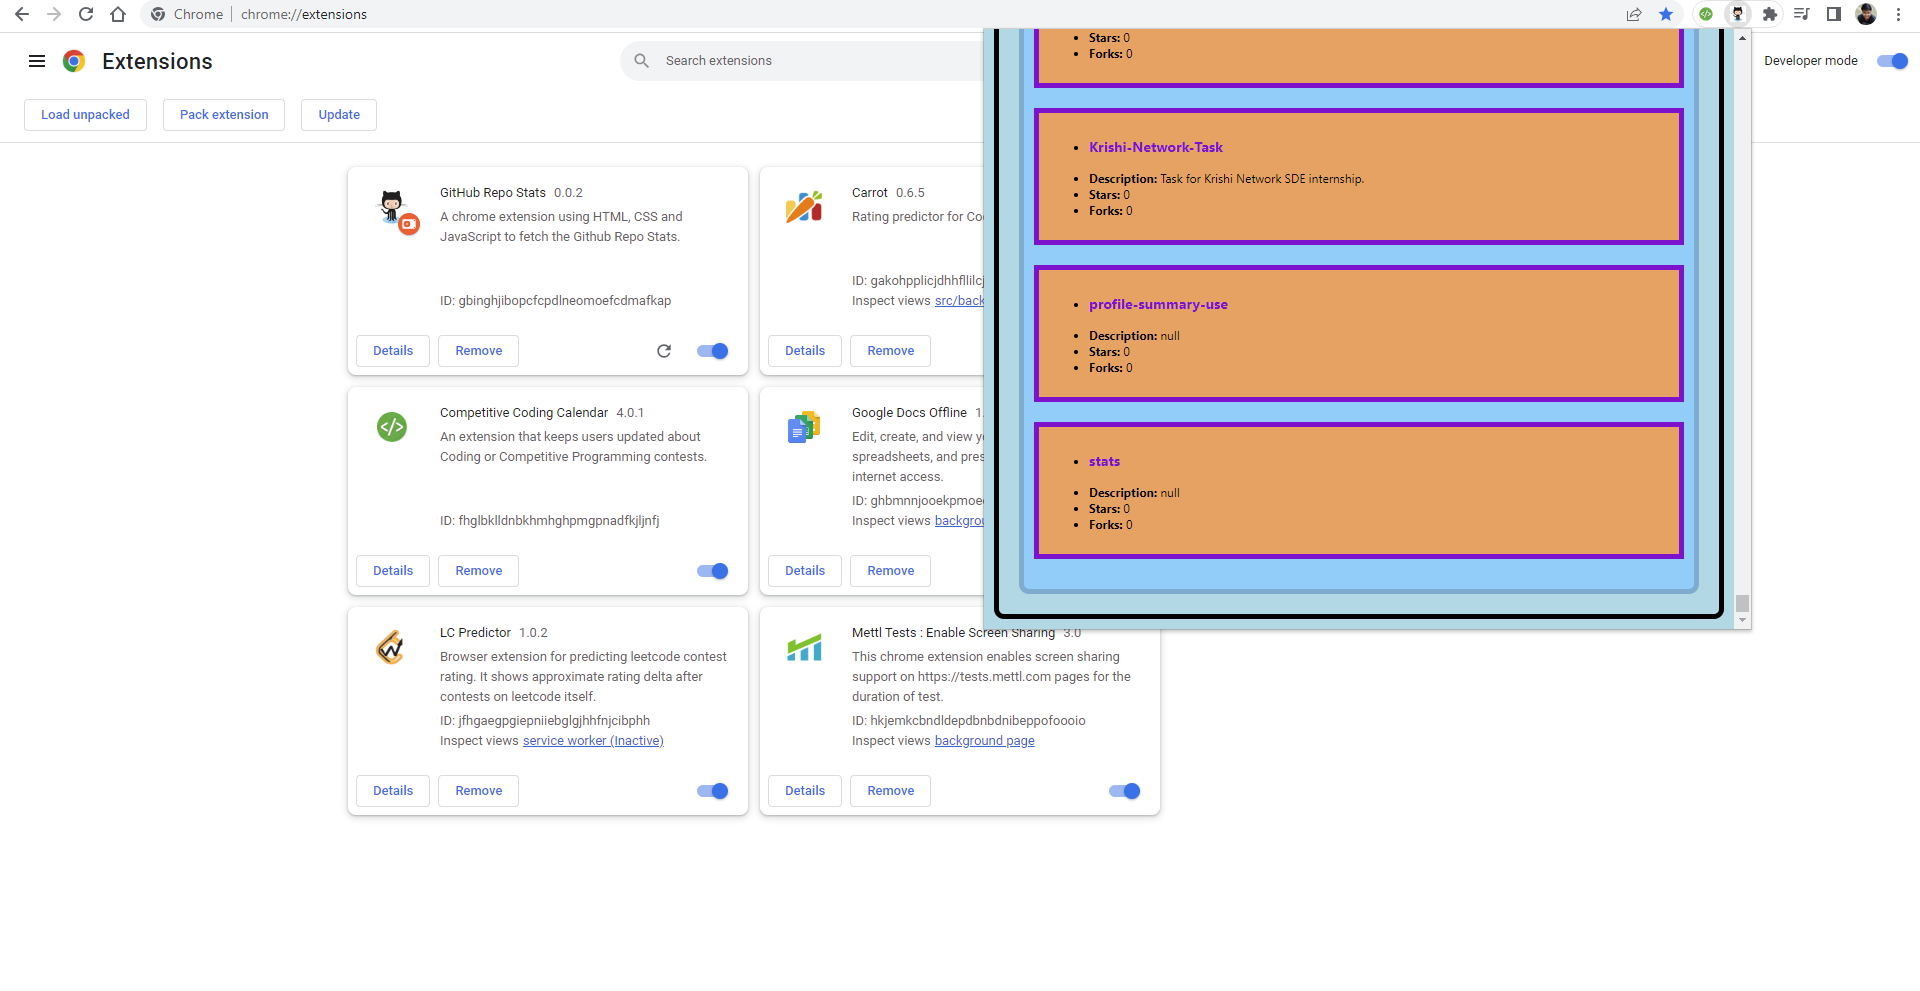 Chrome
chrome://extensions
Extensions
Search extensions
Developer mode
Load unpacked
Pack extension
Update
GitHub Repo Stats 0.0.2
A chrome extension using HTML, CSS and
JavaScript to fetch the Github Repo Stats.
ID: gbinghjibopcfcpdlneomoefcdmafkap
Details
Remove
Carrot 0.6.5
Rating predictor for Co
ID: gakohpplicjdhhfllilcj
Inspect views src/back
Details
Remove
Competitive Coding Calendar 4.0.1
An extension that keeps users updated about
Coding or Competitive Programming contests.
ID: fhglbklldnbkhmhghpmgpnadfkjljnfj
Details
Remove
Google Docs Offline 1.
Edit, create, and view y
spreadsheets, and pres
internet access.
ID: ghbmnnjooekpmoe
Inspect views backgrou
Details
Remove
LC Predictor 1.0.2
Browser extension for predicting leetcode contest
rating. It shows approximate rating delta after
contests on leetcode itself.
ID: jfhgaegpgiepniiebglgjhhfnjcibphh
Inspect views service worker (Inactive)
Details
Remove
Mettl Tests : Enable Screen Sharing 3.0
This chrome extension enables screen sharing
support on https://tests.mettl.com pages for the
duration of test.
ID: hkjemkcbndldepdbnbdnibeppofoooio
Inspect views background page
Details
Remove
Stars: 0
Forks: 0
Krishi-Network-Task
Description: Task for Krishi Network SDE internship.
Stars: 0
Forks: 0
profile-summary-use
Description: null
Stars: 0
Forks: 0
stats
Description: null
Stars: 0
Forks: 0